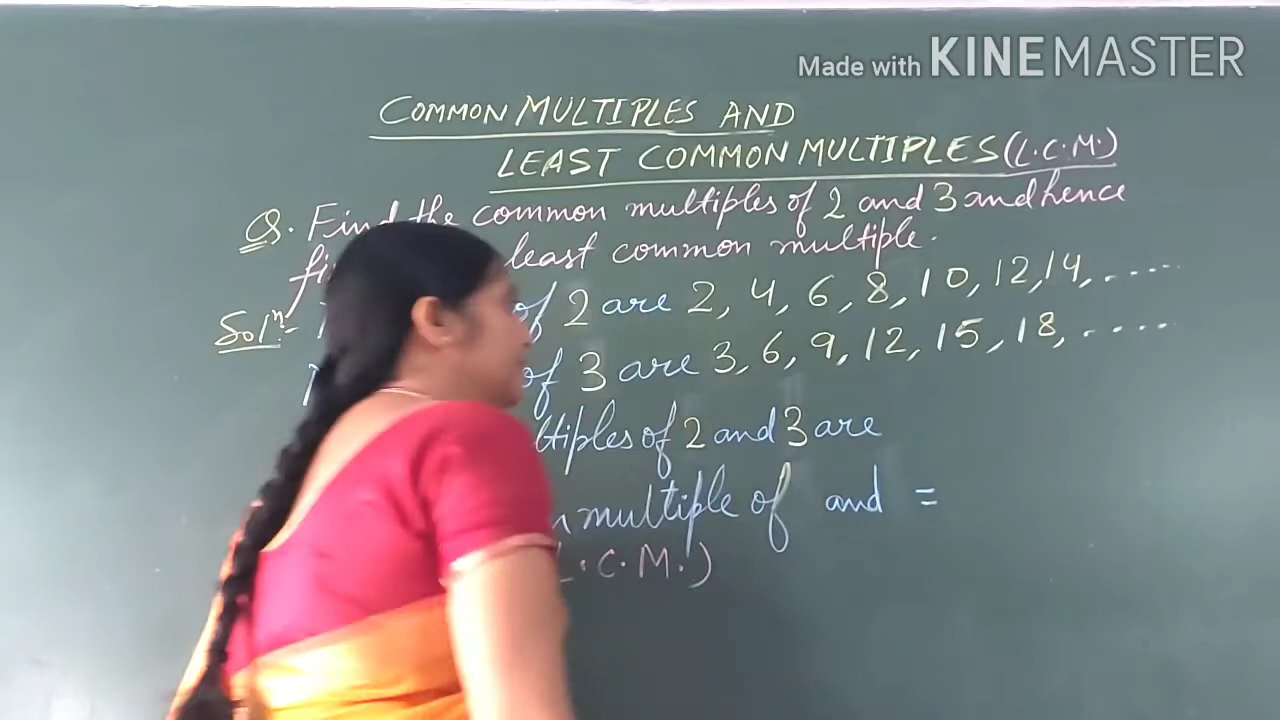 Made with KINEMASTER
COMMON MULTIPLES AND
LEAST COMMON MULTIPLES (L.C.M.)
Q. Find the common multiples of 2 and 3 and hence
least common multiple.
Solⁿ:- of 2 are 2, 4, 6, 8, 10, 12, 14, .....
of 3 are 3, 6, 9, 12, 15, 18, .....
of 2 and 3 are
multiple of and =
L.C.M.)